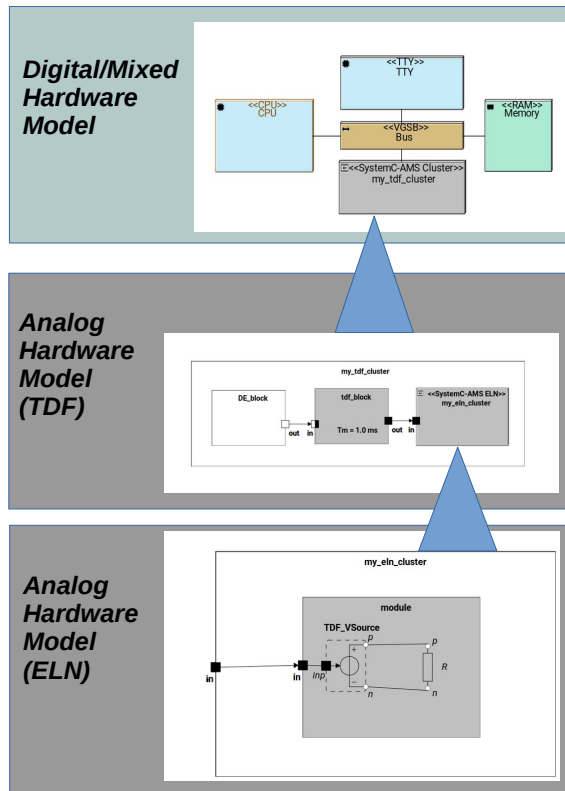 Digital/Mixed
Hardware
Model
<<TTY>>
TTY
<<CPU>>
CPU
<<VGSB>>
Bus
<<RAM>>
Memory
<<SystemC-AMS Cluster>>
my_tdf_cluster
Analog
Hardware
Model
(TDF)
my_tdf_cluster
DE_block
out
in
tdf_block
Tm = 1.0 ms
out
in
<<SystemC-AMS ELN>>
my_eln_cluster
Analog
Hardware
Model
(ELN)
my_eln_cluster
module
TDF_VSource
p
p
+
in
in
inp
R
–
n
n